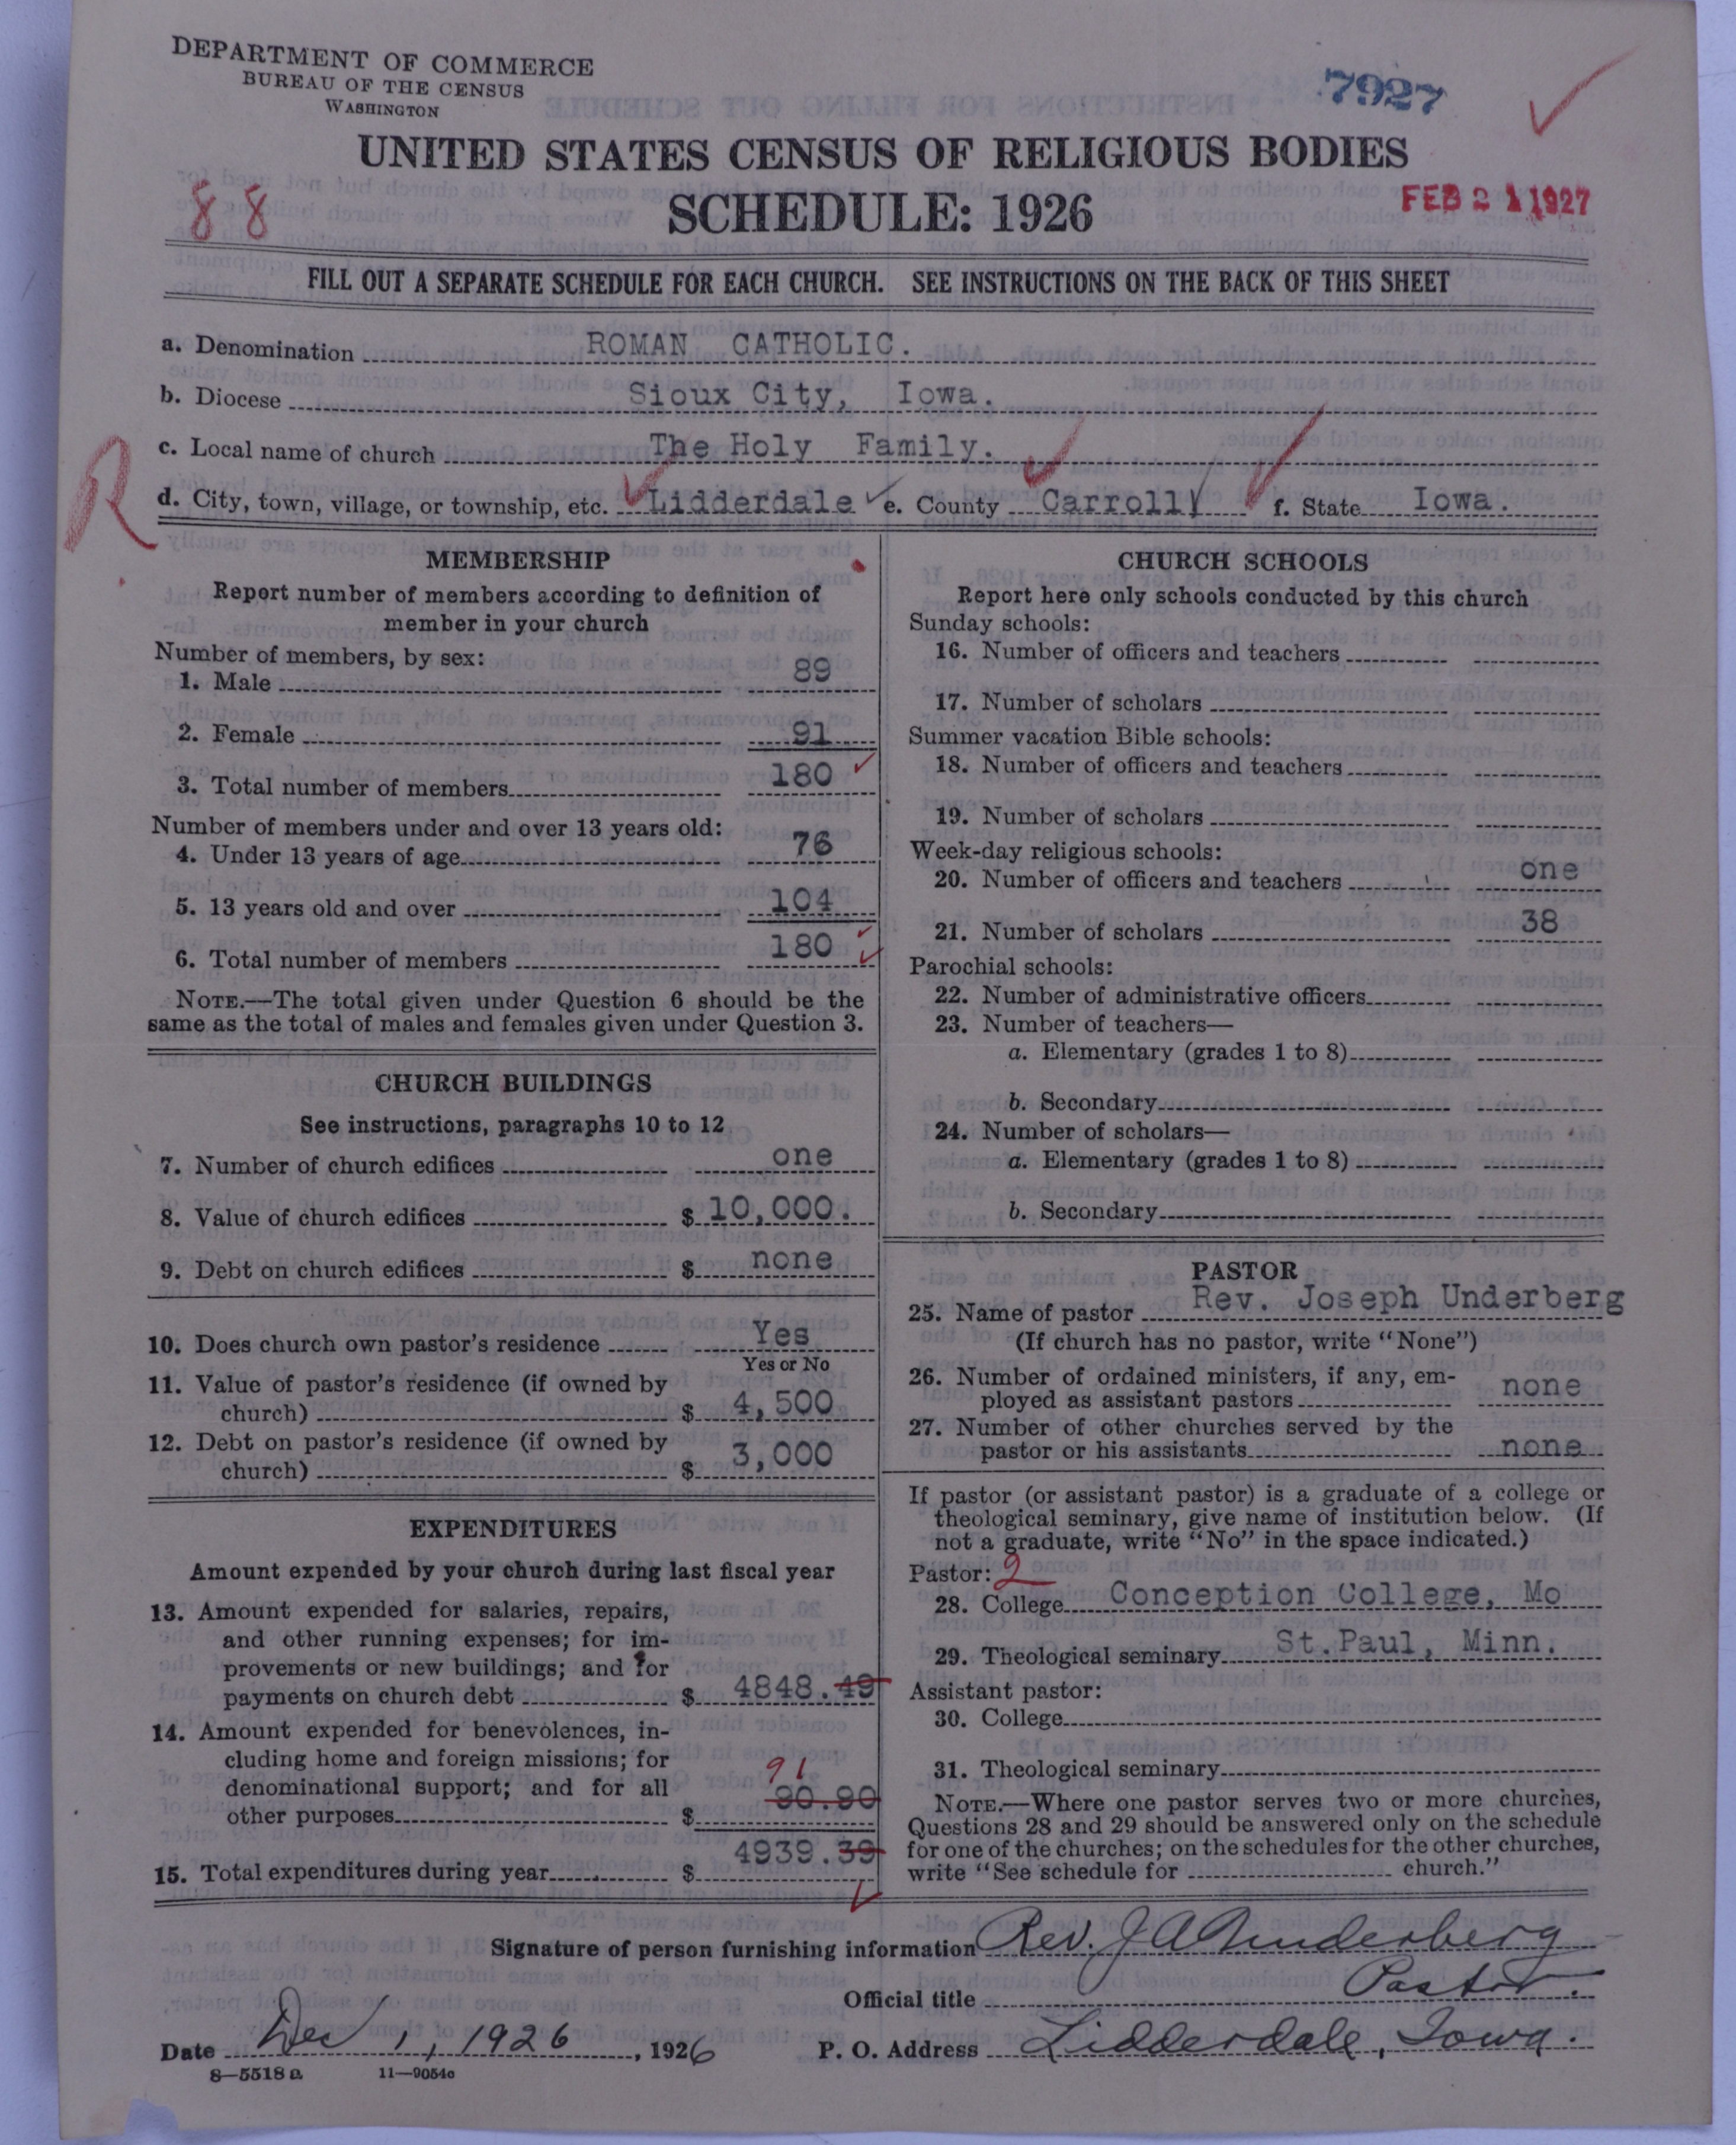 DEPARTMENT OF COMMERCE
BUREAU OF THE CENSUS
WASHINGTON
7927
UNITED STATES CENSUS OF RELIGIOUS BODIES
SCHEDULE: 1926
88
FEB 21 1927
FILL OUT A SEPARATE SCHEDULE FOR EACH CHURCH. SEE INSTRUCTIONS ON THE BACK OF THIS SHEET
a. Denomination ROMAN CATHOLIC.
b. Diocese Sioux City, Iowa.
c. Local name of church The Holy Family.
R
d. City, town, village, or township, etc. Lidderdale e. County Carroll f. State Iowa.
MEMBERSHIP
Report number of members according to definition of
member in your church
Number of members, by sex:
1. Male 89
2. Female 91
3. Total number of members 180
Number of members under and over 13 years old:
4. Under 13 years of age 76
5. 13 years old and over 104
6. Total number of members 180
NOTE.—The total given under Question 6 should be the
same as the total of males and females given under Question 3.
CHURCH BUILDINGS
See instructions, paragraphs 10 to 12
7. Number of church edifices one
8. Value of church edifices $ 10,000.
9. Debt on church edifices $ none
10. Does church own pastor's residence Yes
Yes or No
11. Value of pastor's residence (if owned by
church) $ 4,500
12. Debt on pastor's residence (if owned by
church) $ 3,000
EXPENDITURES
Amount expended by your church during last fiscal year
13. Amount expended for salaries, repairs,
and other running expenses; for im-
provements or new buildings; and for
payments on church debt $ 4848.49
14. Amount expended for benevolences, in-
cluding home and foreign missions; for
91
denominational support; and for all
other purposes $ 90.90
15. Total expenditures during year $ 4939.39
CHURCH SCHOOLS
Report here only schools conducted by this church
Sunday schools:
16. Number of officers and teachers
17. Number of scholars
Summer vacation Bible schools:
18. Number of officers and teachers
19. Number of scholars
Week-day religious schools:
20. Number of officers and teachers one
21. Number of scholars 38
Parochial schools:
22. Number of administrative officers
23. Number of teachers—
a. Elementary (grades 1 to 8)
b. Secondary
24. Number of scholars—
a. Elementary (grades 1 to 8)
b. Secondary
PASTOR
25. Name of pastor Rev. Joseph Underberg
(If church has no pastor, write "None")
26. Number of ordained ministers, if any, em-
ployed as assistant pastors none
27. Number of other churches served by the
pastor or his assistants none
If pastor (or assistant pastor) is a graduate of a college or
theological seminary, give name of institution below. (If
not a graduate, write "No" in the space indicated.)
Pastor: 2
28. College Conception College, Mo
29. Theological seminary St.Paul, Minn.
Assistant pastor:
30. College
31. Theological seminary
NOTE.—Where one pastor serves two or more churches,
Questions 28 and 29 should be answered only on the schedule
for one of the churches; on the schedules for the other churches,
write "See schedule for church."
Signature of person furnishing information Rev. J A Underberg
Official title Pastor.
Date Dec 1, 1926, 1926 P. O. Address Lidderdale, Iowa.
8—5518 a 11—9054c